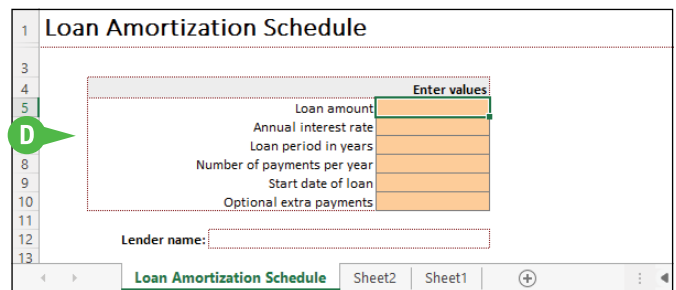 1 Loan Amortization Schedule
3
4 Enter values
5 Loan amount
Annual interest rate
D Loan period in years
8 Number of payments per year
9 Start date of loan
10 Optional extra payments
11
12 Lender name:
13
Loan Amortization Schedule Sheet2 Sheet1